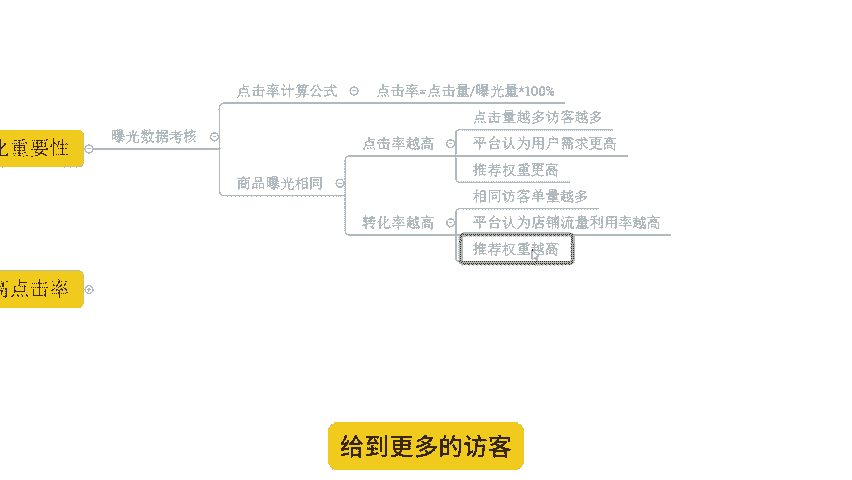 点击率计算公式
点击率=点击量/曝光量*100%
点击量越多访客越多
化重要性
曝光数据考核
点击率越高
平台认为用户需求更高
推荐权重更高
商品曝光相同
相同访客单量越多
转化率越高
平台认为店铺流量利用率越高
推荐权重越高
高点击率
给到更多的访客